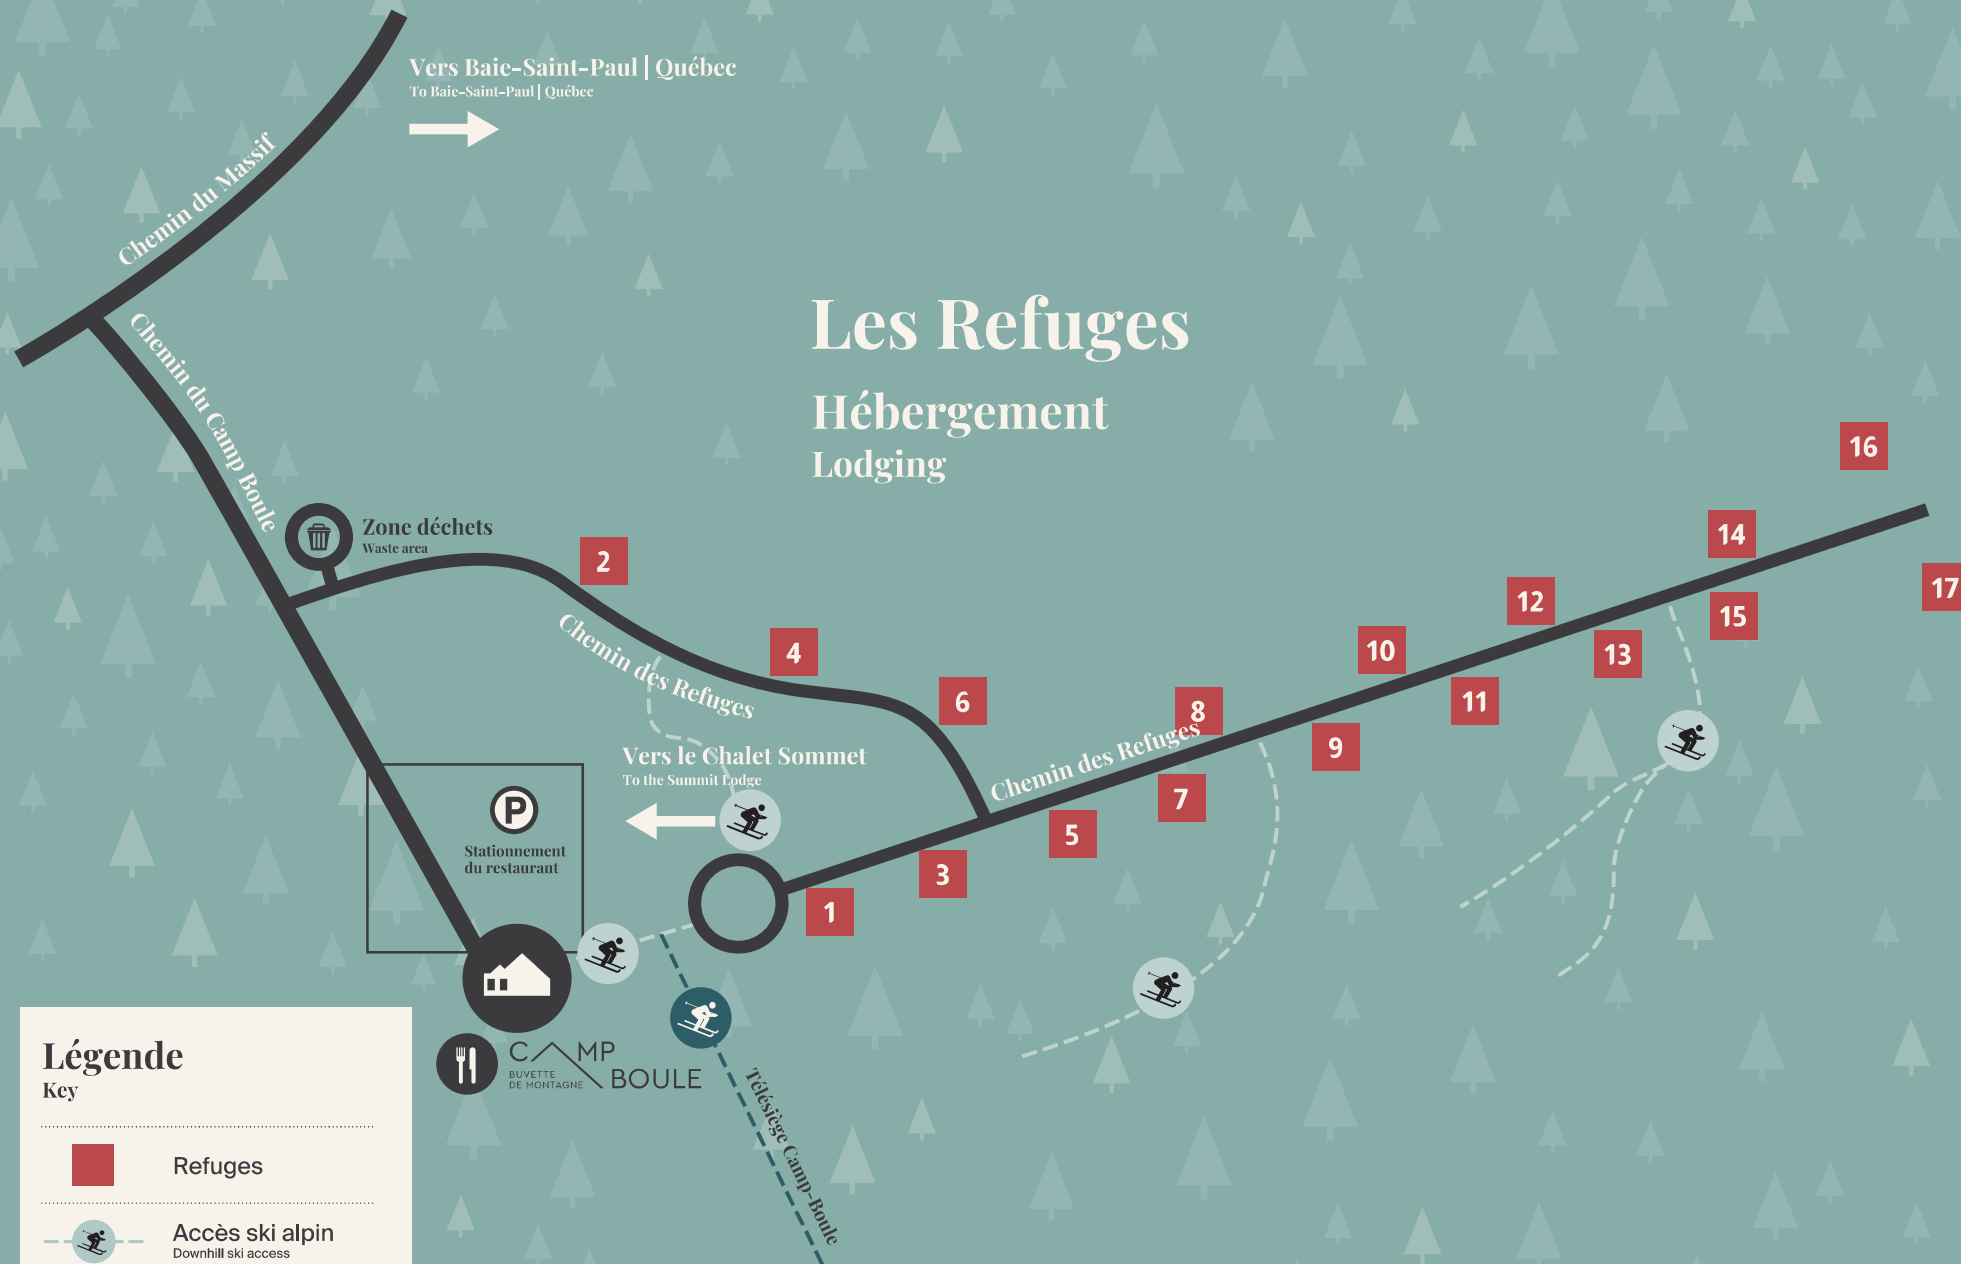 Vers Baie-Saint-Paul | Québec
To Baie-Saint-Paul | Québec
Chemin du Massif
Chemin du Camp Boule
Les Refuges
Hébergement
Lodging
16
14
17
Zone déchets
Waste area
2
12
15
Chemin des Refuges
4
10
13
6
8
11
Vers le Chalet Sommet
To the Summit Lodge
Chemin des Refuges
9
7
P
Stationnement
du restaurant
5
3
1
CAMP
BUVETTE
DE MONTAGNE
BOULE
Télésiège Camp-Boule
Légende
Key
Refuges
Accès ski alpin
Downhill ski access